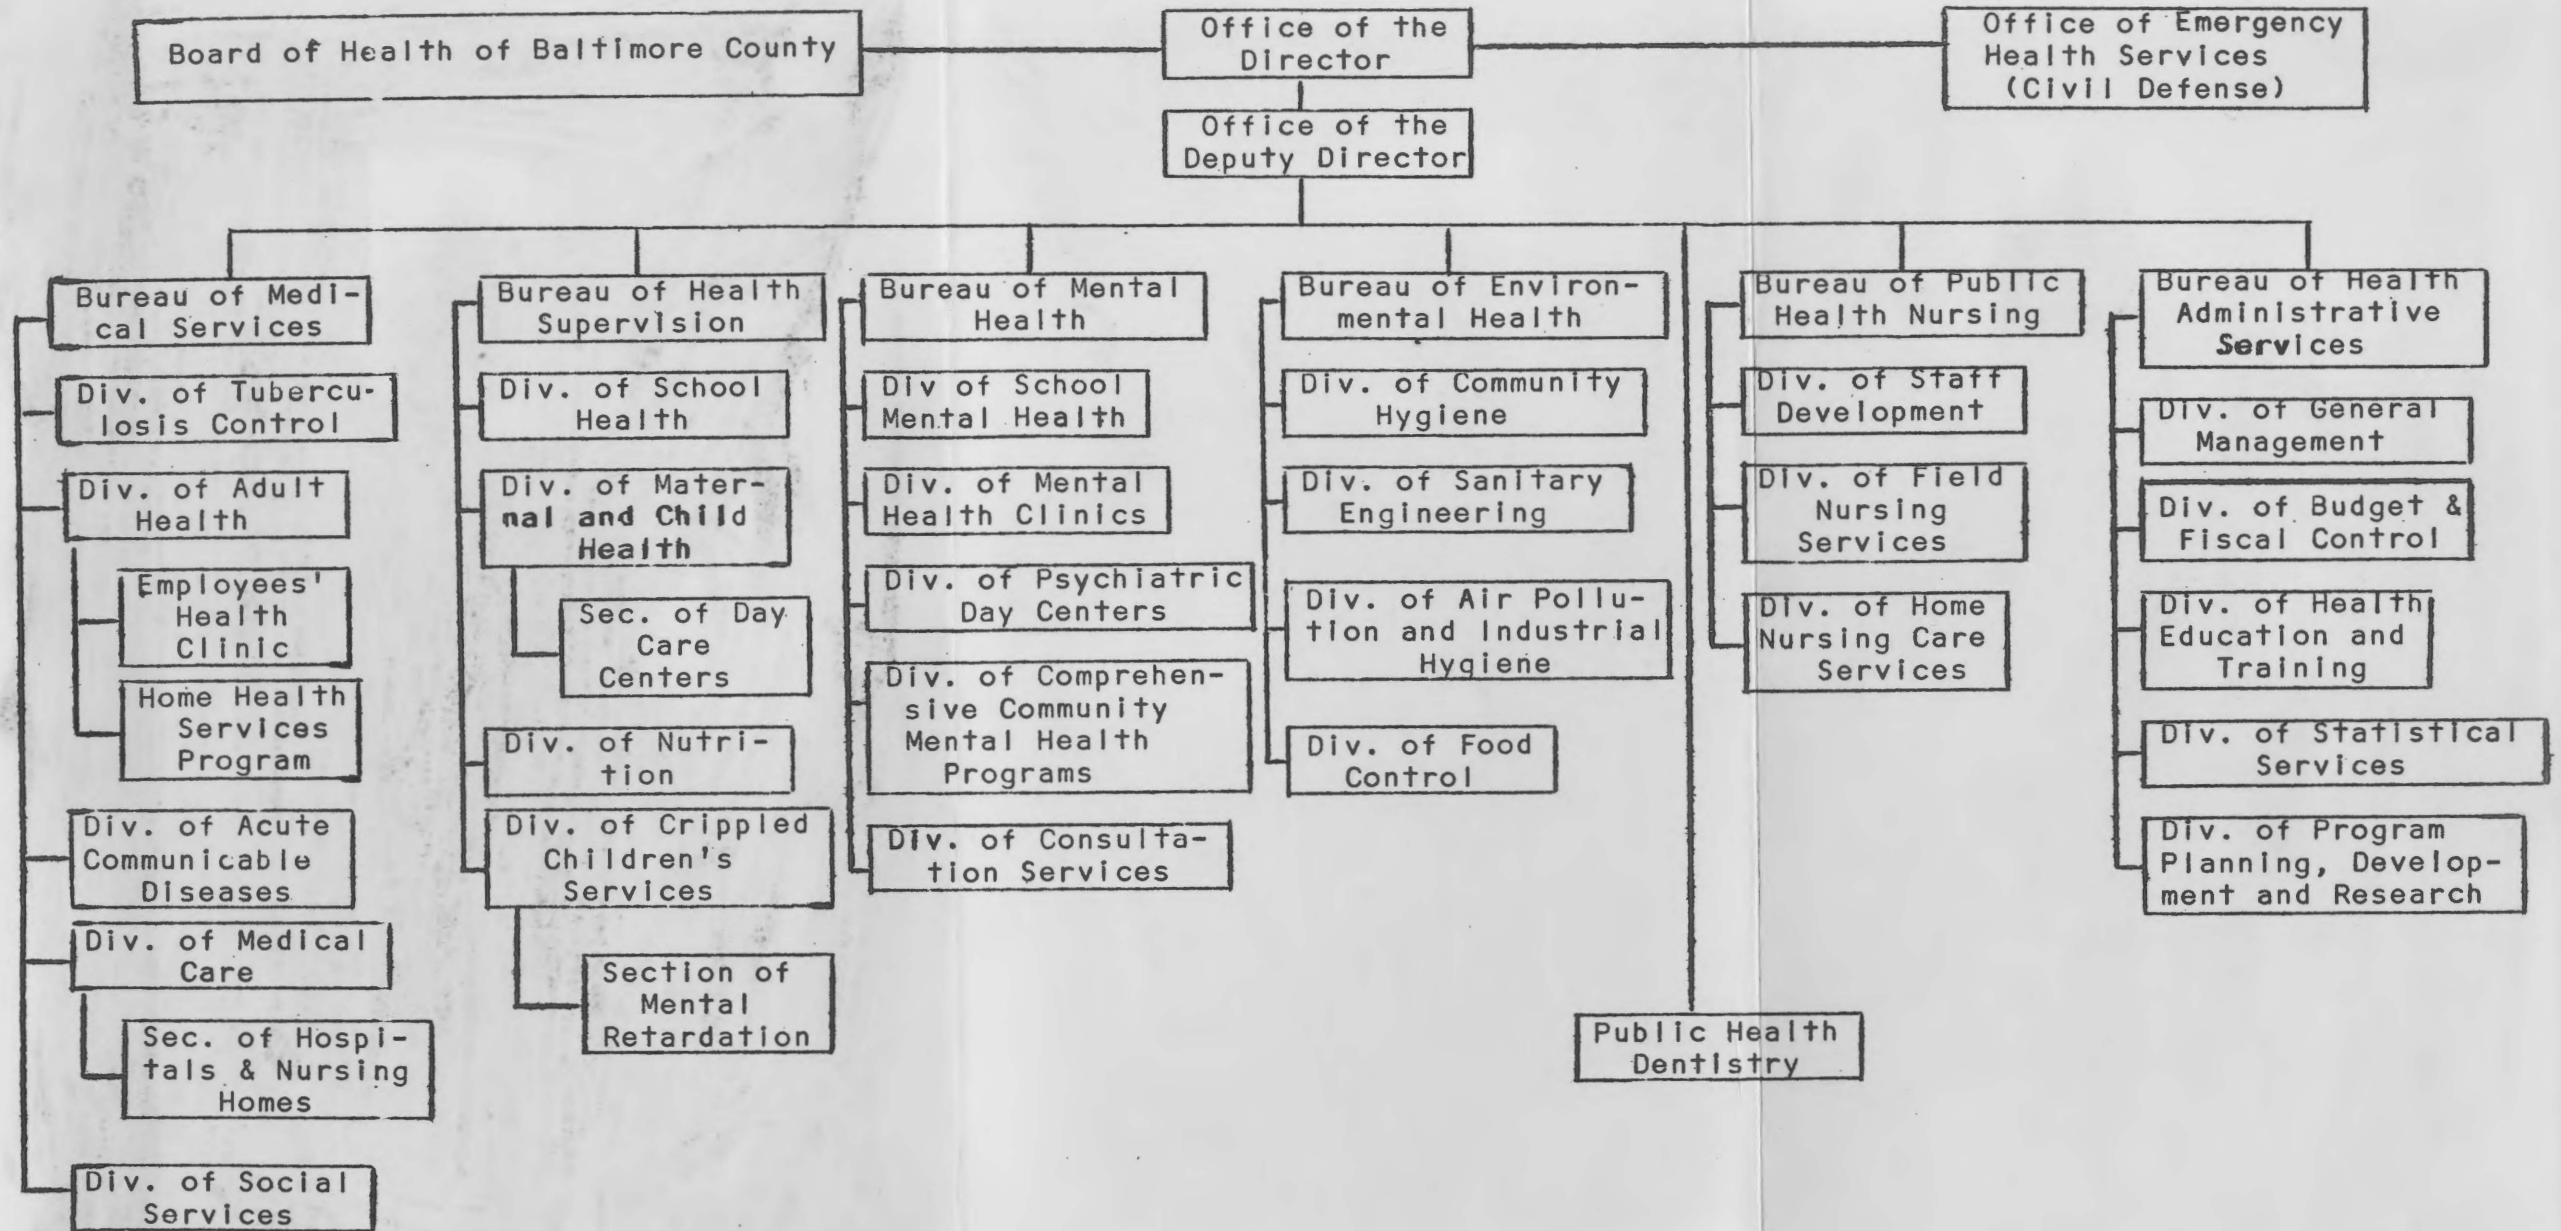 Board of Health of Baltimore County
Office of the
Director
Office of Emergency
Health Services
(Civil Defense)
Office of the
Deputy Director
Bureau of Medi-
cal Services
Div. of Tubercu-
losis Control
Div. of Adult
Health
Employees'
Health
Clinic
Home Health
Services
Program
Div. of Acute
Communicable
Diseases
Div. of Medical
Care
Sec. of Hospi-
tals & Nursing
Homes
Div. of Social
Services
Bureau of Health
Supervision
Div. of School
Health
Div. of Mater-
nal and Child
Health
Sec. of Day
Care
Centers
Div. of Nutri-
tion
Div. of Crippled
Children's
Services
Section of
Mental
Retardation
Bureau of Mental
Health
Div of School
Mental Health
Div. of Mental
Health Clinics
Div. of Psychiatric
Day Centers
Div. of Comprehen-
sive Community
Mental Health
Programs
Div. of Consulta-
tion Services
Bureau of Environ-
mental Health
Div. of Community
Hygiene
Div. of Sanitary
Engineering
Div. of Air Pollu-
tion and Industrial
Hygiene
Div. of Food
Control
Public Health
Dentistry
Bureau of Public
Health Nursing
Div. of Staff
Development
Div. of Field
Nursing
Services
Div. of Home
Nursing Care
Services
Bureau of Health
Administrative
Services
Div. of General
Management
Div. of Budget &
Fiscal Control
Div. of Health
Education and
Training
Div. of Statistical
Services
Div. of Program
Planning, Develop-
ment and Research